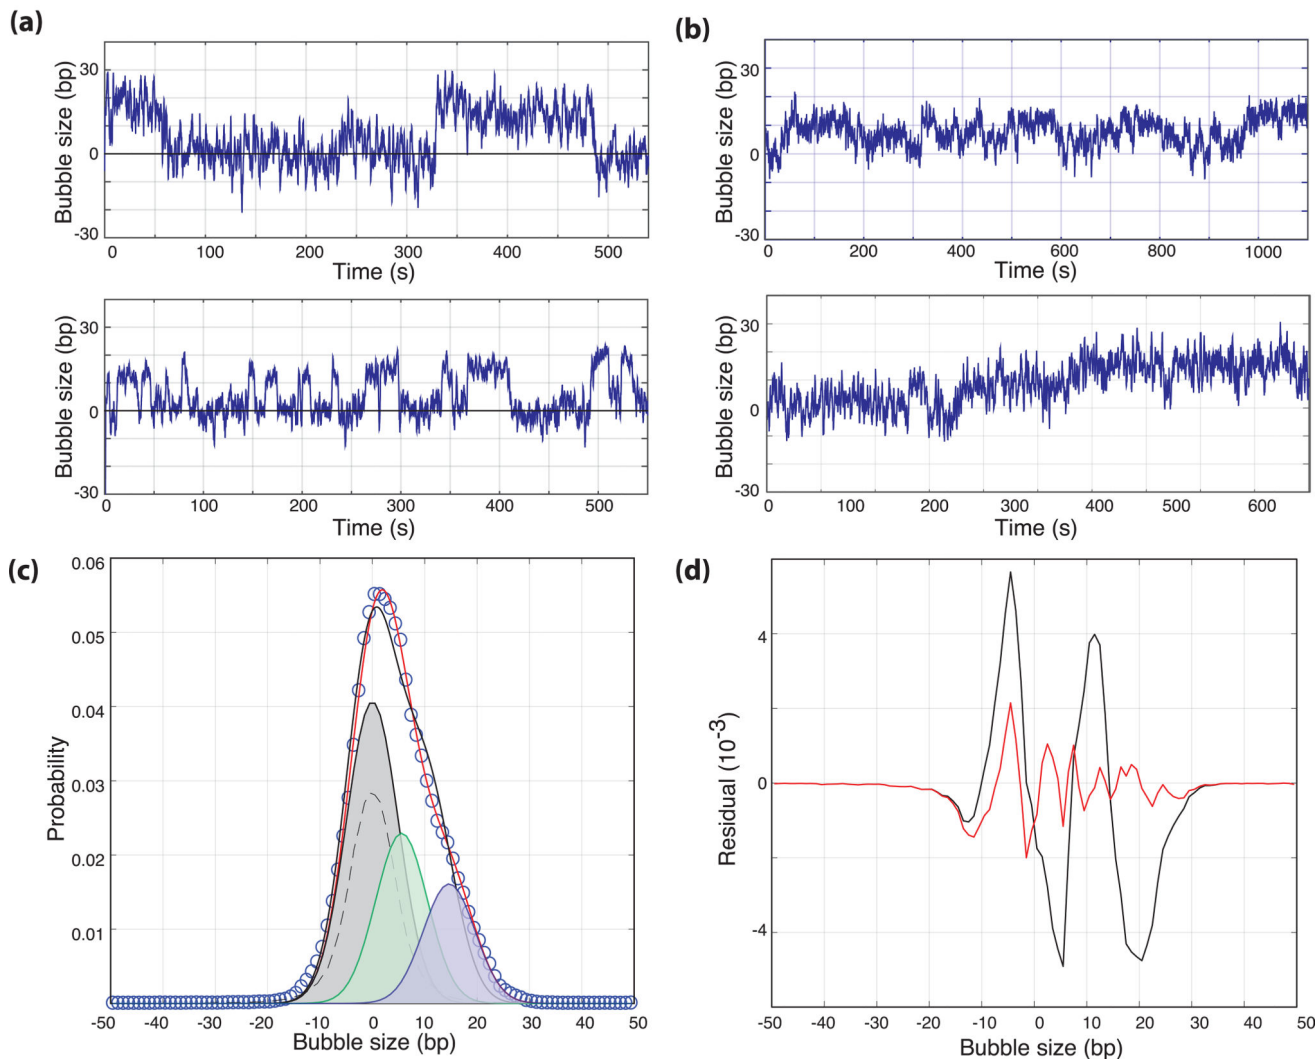 (a)
Bubble size (bp)
30
0
-30
0 100 200 300 400 500
Time (s)
Bubble size (bp)
30
0
-30
0 100 200 300 400 500
Time (s)
(b)
Bubble size (bp)
30
0
-30
0 200 400 600 800 1000
Time (s)
Bubble size (bp)
30
0
-30
100 200 300 400 500 600
Time (s)
(c)
Probability
0.06
0.05
0.04
0.03
0.02
0.01
-50 -40 -30 -20 -10 0 10 20 30 40 50
Bubble size (bp)
(d)
Residual (10-3)
4
0
-4
-50 -40 -30 -20 -10 0 10 20 30 40 50
Bubble size (bp)